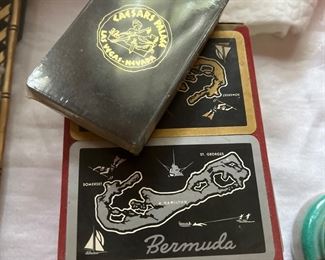 CAESARS PALACE
LAS VEGAS - NEVADA
ST. GEORGES
SOMERSET
HAMILTON
Bermuda